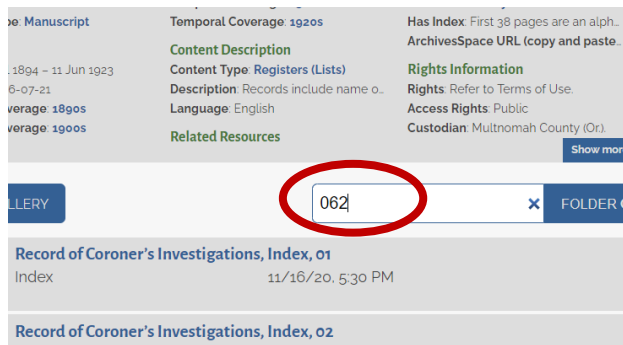 pe: Manuscript
Temporal Coverage: 1920s
Has Index: First 38 pages are an alph...
ArchivesSpace URL (copy and paste...
Content Description
. 1894 – 11 Jun 1923
Content Type: Registers (Lists)
Rights Information
6-07-21
Description: Records include name o...
Rights: Refer to Terms of Use.
verage: 1890s
Language: English
Access Rights: Public
verage: 1900s
Custodian: Multnomah County (Or.).
Related Resources
Show mor
LLERY
062
×
FOLDER
Record of Coroner's Investigations, Index, 01
Index
11/16/20, 5:30 PM
Record of Coroner's Investigations, Index, 02